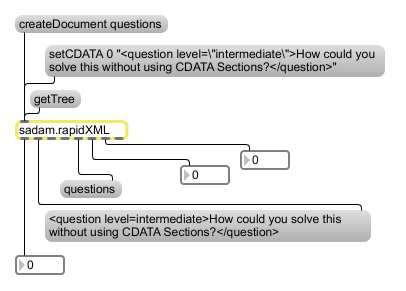 createDocument questions
setCDATA 0 "<question level=\"intermediate\">How could you
solve this without using CDATA Sections?</question>"
getTree
sadam.rapidXML
0
0
questions
<question level=intermediate>How could you solve this
without using CDATA Sections?</question>
0